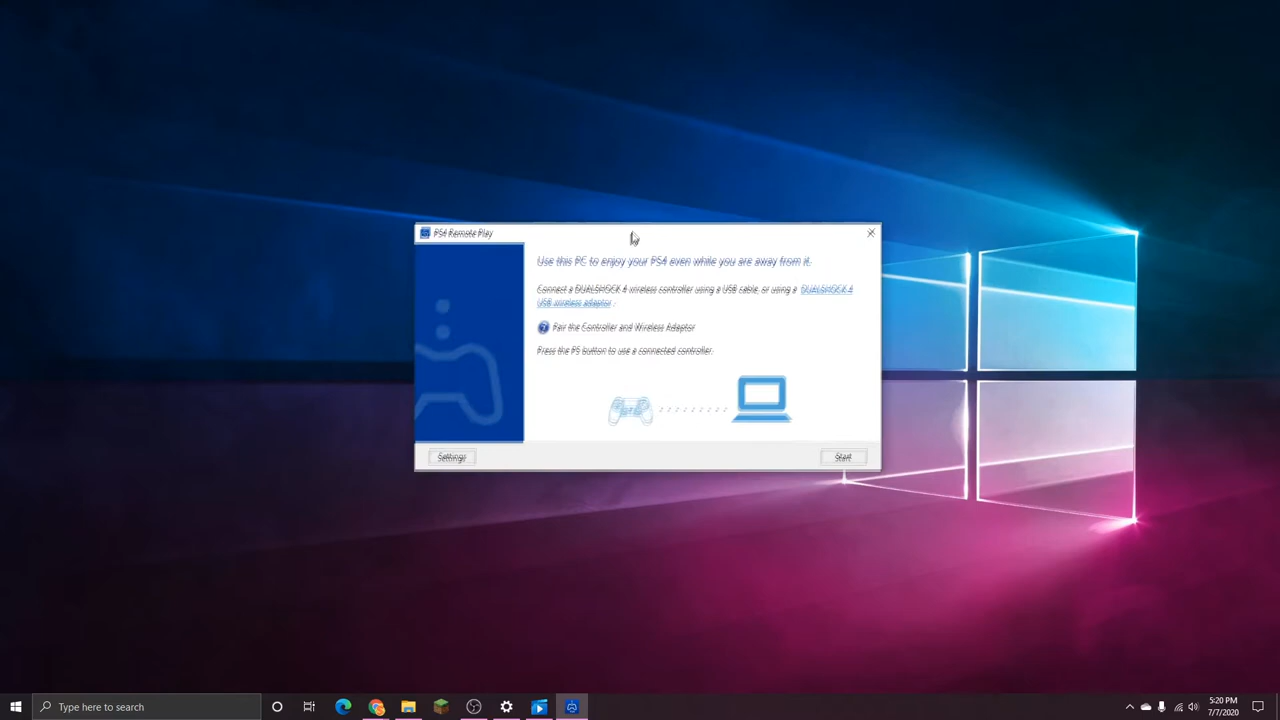 PS4 Remote Play
Use this PC to enjoy your PS4 even while you are away from it.
Connect a DUALSHOCK 4 wireless controller using a USB cable, or using a DUALSHOCK 4
USB wireless adaptor.
? Pair the Controller and Wireless Adaptor
Press the PS button to use a connected controller.
Settings
Start
Type here to search
5:20 PM
7/7/2020